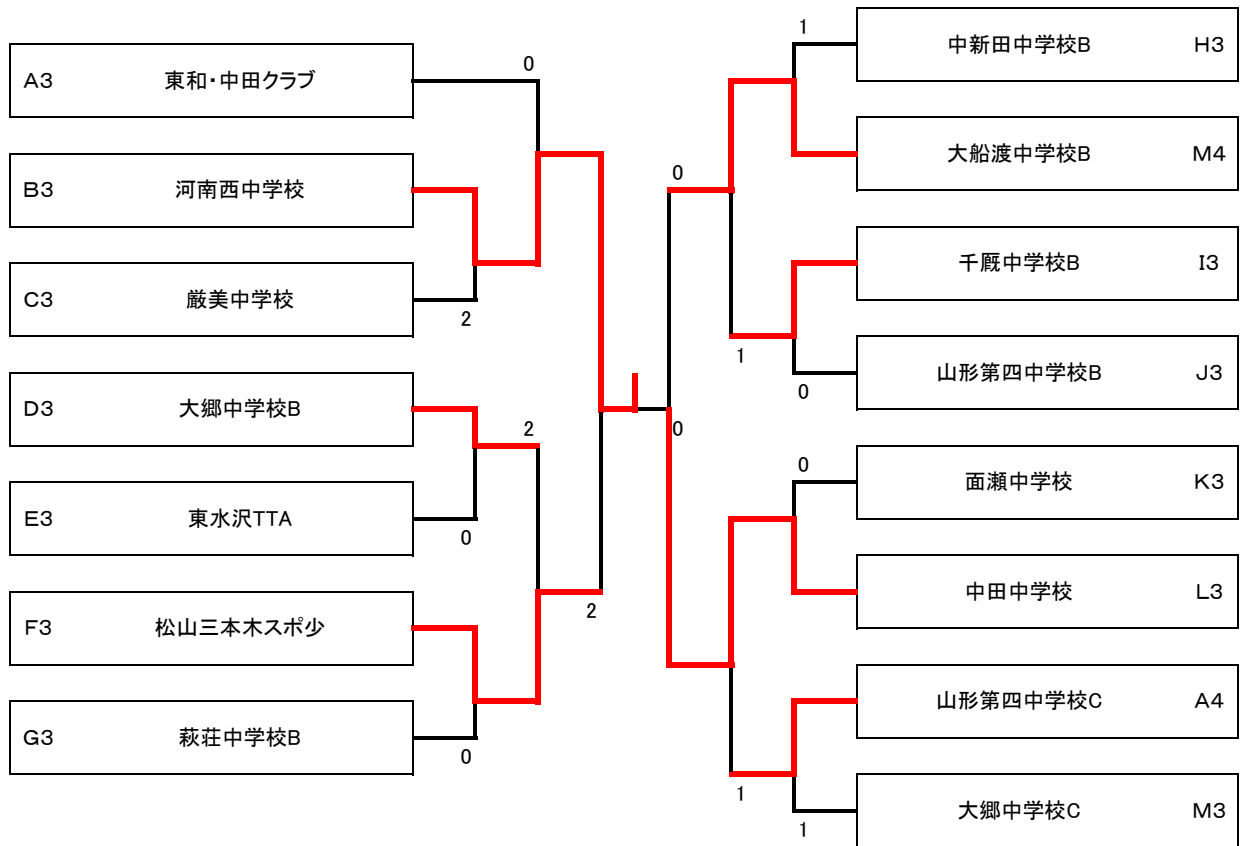 A3 東和・中田クラブ
0
B3 河南西中学校
C3 厳美中学校
2
D3 大郷中学校B
2
E3 東水沢TTA
0
F3 松山三本木スポ少
2
G3 萩荘中学校B
0
1
中新田中学校B H3
大船渡中学校B M4
0
千厩中学校B I3
1
山形第四中学校B J3
0
0
0
面瀬中学校 K3
中田中学校 L3
山形第四中学校C A4
1
大郷中学校C M3
1